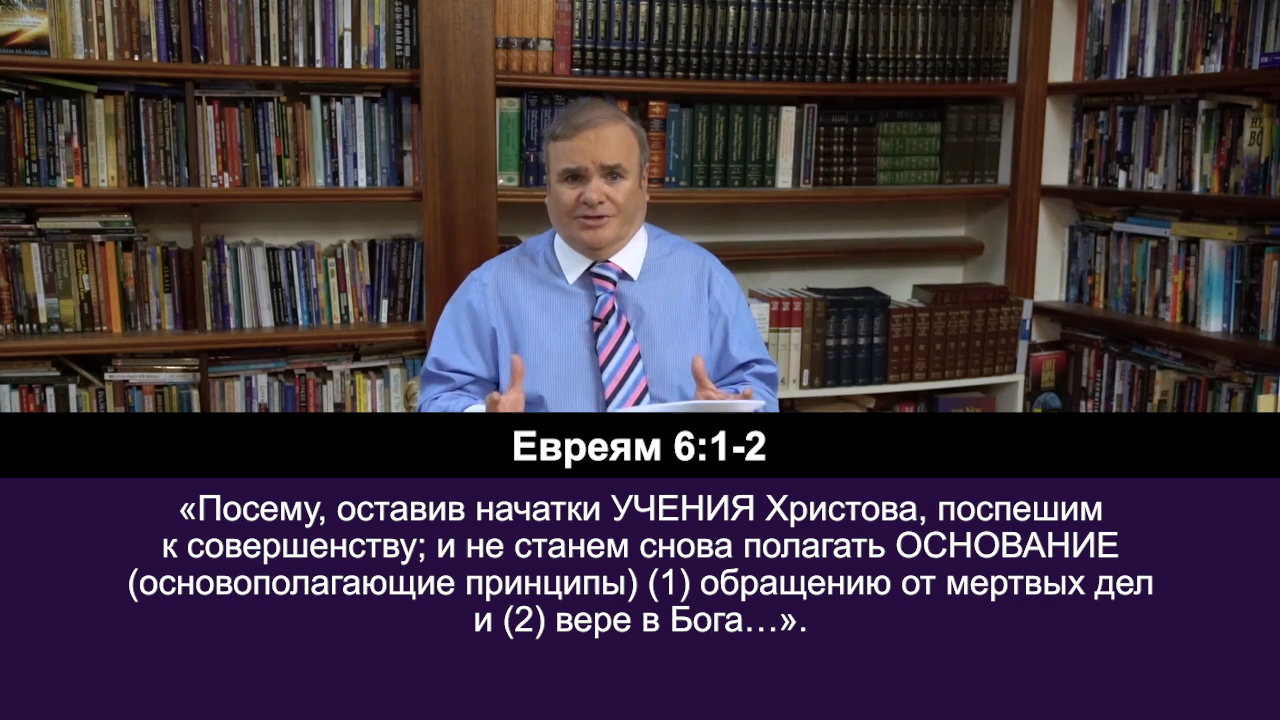 Евреям 6:1-2
«Посему, оставив начатки УЧЕНИЯ Христова, поспешим
к совершенству; и не станем снова полагать ОСНОВАНИЕ
(основополагающие принципы) (1) обращению от мертвых дел
и (2) вере в Бога…».